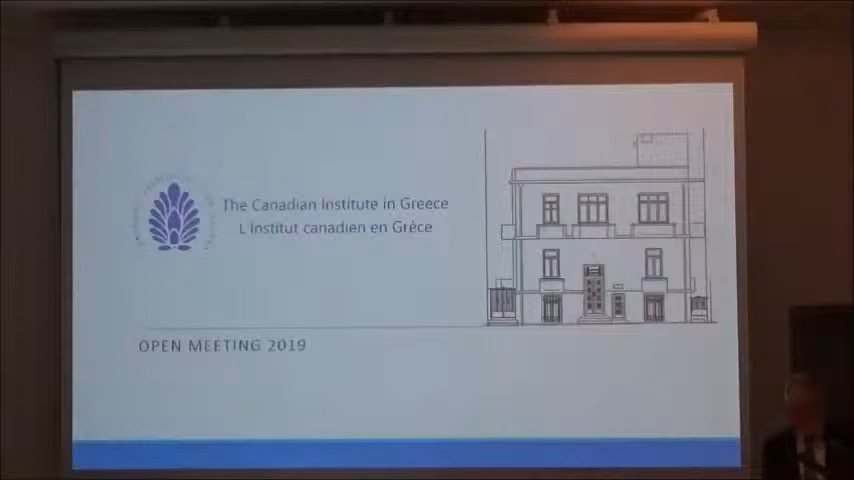 The Canadian Institute in Greece
L Institut canadien en Grèce
OPEN MEETING 2019